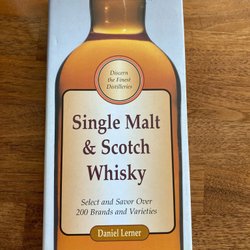 Discern
the Finest
Distilleries
Single Malt
& Scotch
Whisky
Select and Savor Over
200 Brands and Varieties
Daniel Lerner